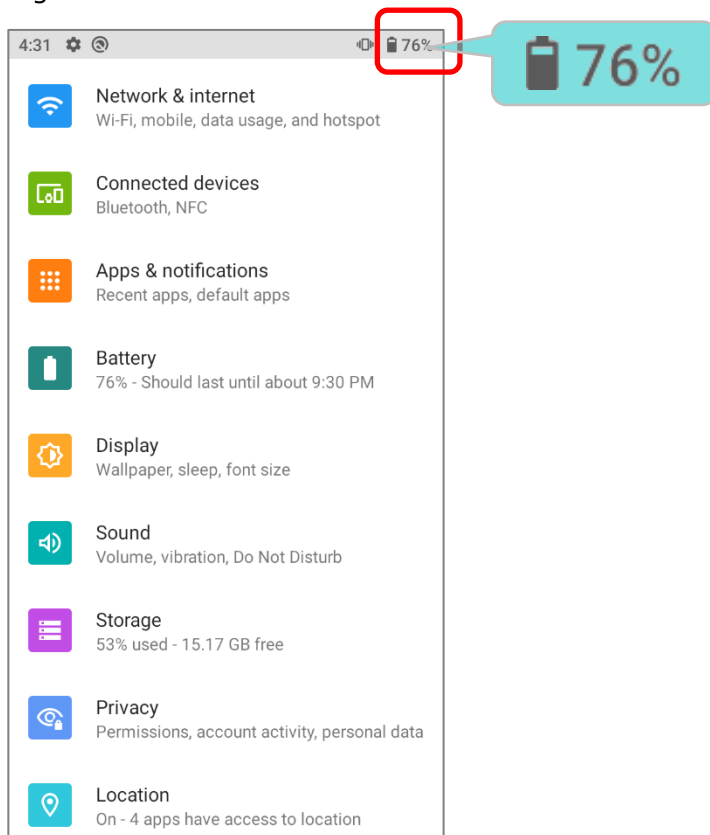 4:31
76%
76%
Network & internet
Wi-Fi, mobile, data usage, and hotspot
Connected devices
Bluetooth, NFC
Apps & notifications
Recent apps, default apps
Battery
76% - Should last until about 9:30 PM
Display
Wallpaper, sleep, font size
Sound
Volume, vibration, Do Not Disturb
Storage
53% used - 15.17 GB free
Privacy
Permissions, account activity, personal data
Location
On - 4 apps have access to location